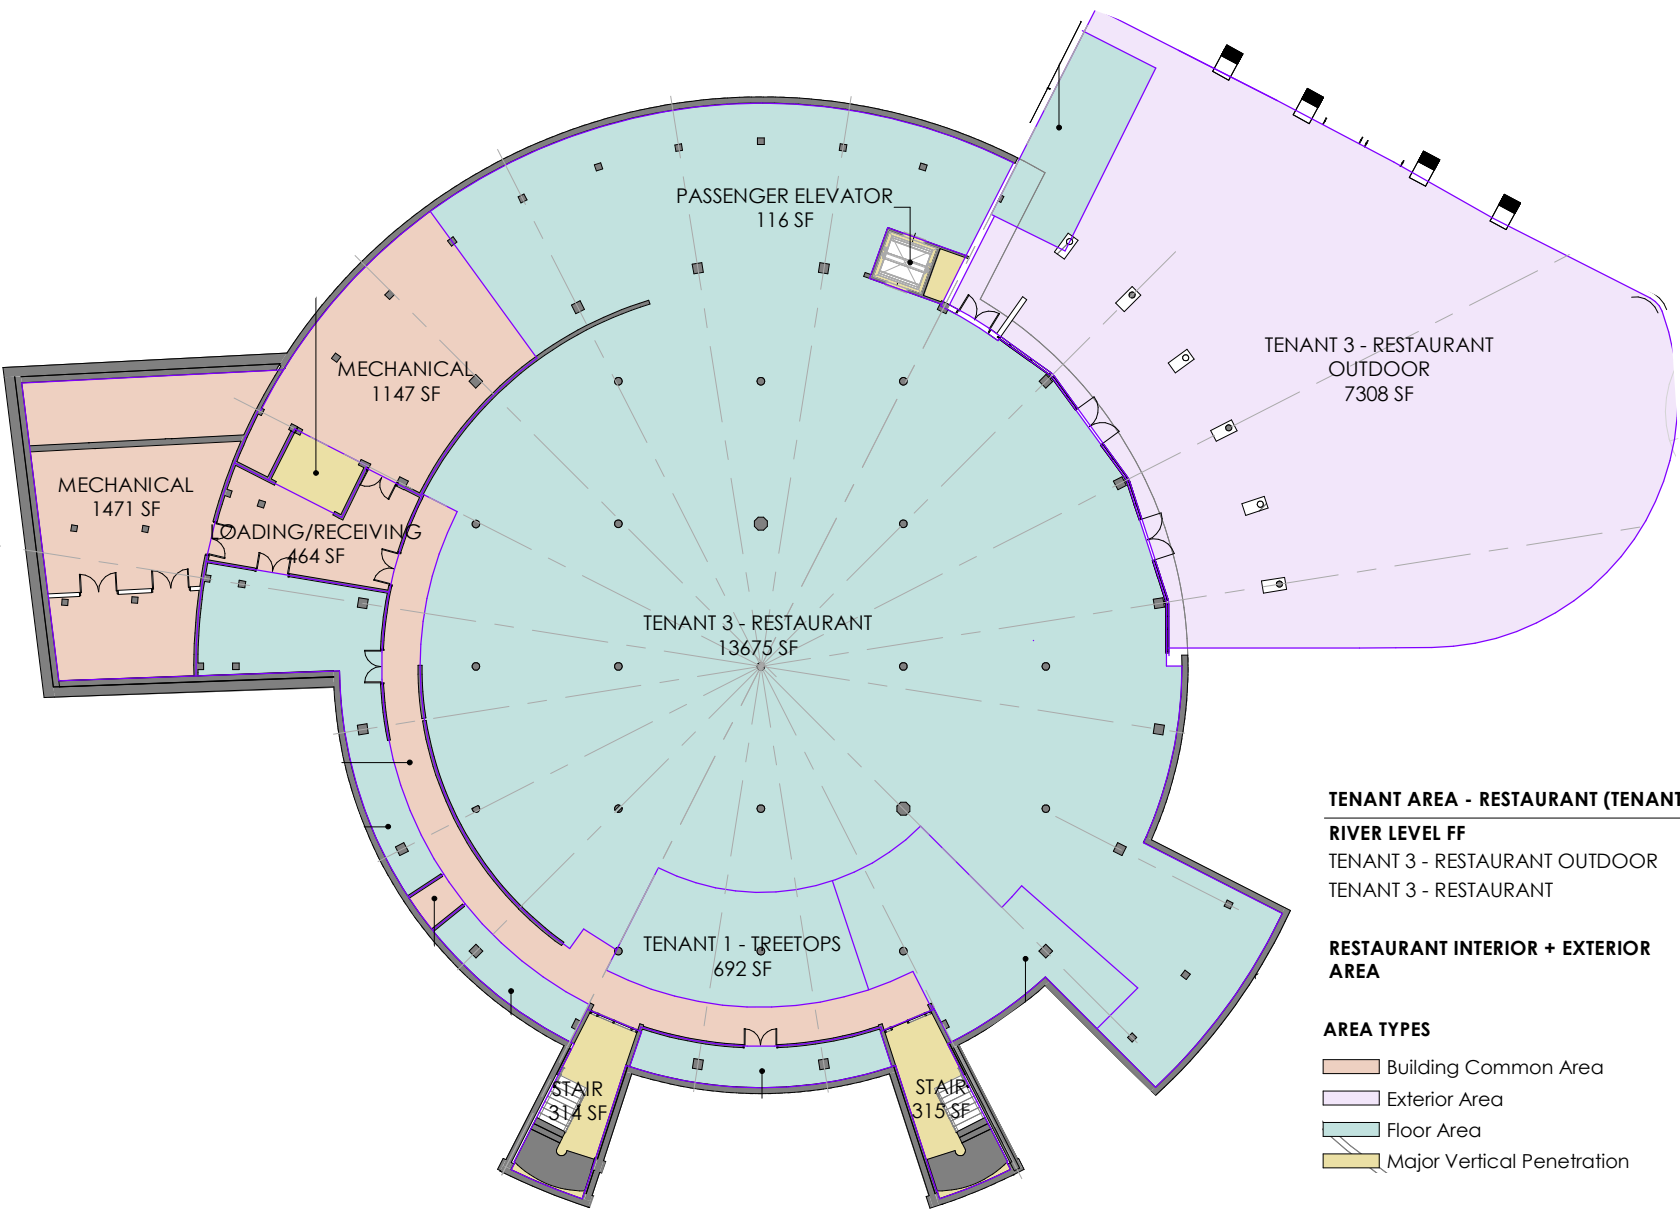 PASSENGER ELEVATOR
116 SF
TENANT 3 - RESTAURANT
OUTDOOR
7308 SF
MECHANICAL
1147 SF
MECHANICAL
1471 SF
LOADING/RECEIVING
464 SF
TENANT 3 - RESTAURANT
13675 SF
TENANT 1 - TREETOPS
692 SF
STAIR
314 SF
STAIR
315 SF
TENANT AREA - RESTAURANT (TENANT
RIVER LEVEL FF
TENANT 3 - RESTAURANT OUTDOOR
TENANT 3 - RESTAURANT
RESTAURANT INTERIOR + EXTERIOR
AREA
AREA TYPES
Building Common Area
Exterior Area
Floor Area
Major Vertical Penetration